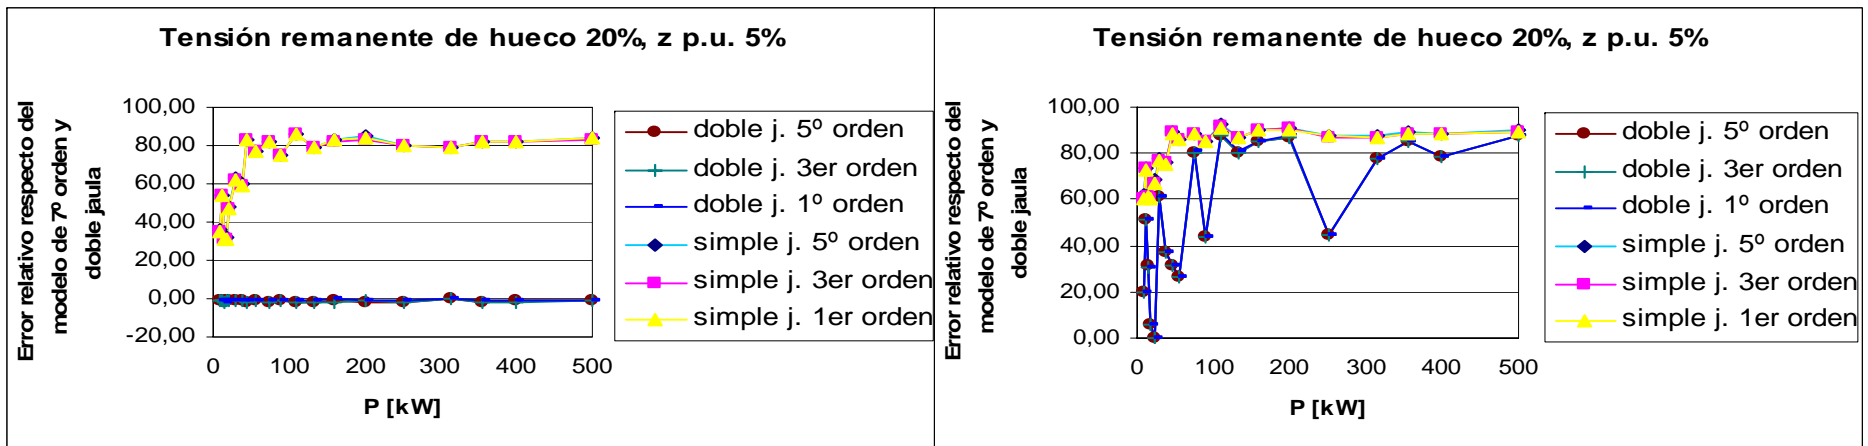 Tensión remanente de hueco 20%, z p.u. 5%
Error relativo respecto del
modelo de 7º orden y
doble jaula
100,00
80,00
60,00
40,00
20,00
0,00
-20,00
0
100
200
300
400
500
P [kW]
doble j. 5º orden
doble j. 3er orden
doble j. 1º orden
simple j. 5º orden
simple j. 3er orden
simple j. 1er orden
Tensión remanente de hueco 20%, z p.u. 5%
Error relativo respecto del
modelo de 7º orden y
doble jaula
100,00
80,00
60,00
40,00
20,00
0,00
0
100
200
300
400
500
P [kW]
doble j. 5º orden
doble j. 3er orden
doble j. 1º orden
simple j. 5º orden
simple j. 3er orden
simple j. 1er orden